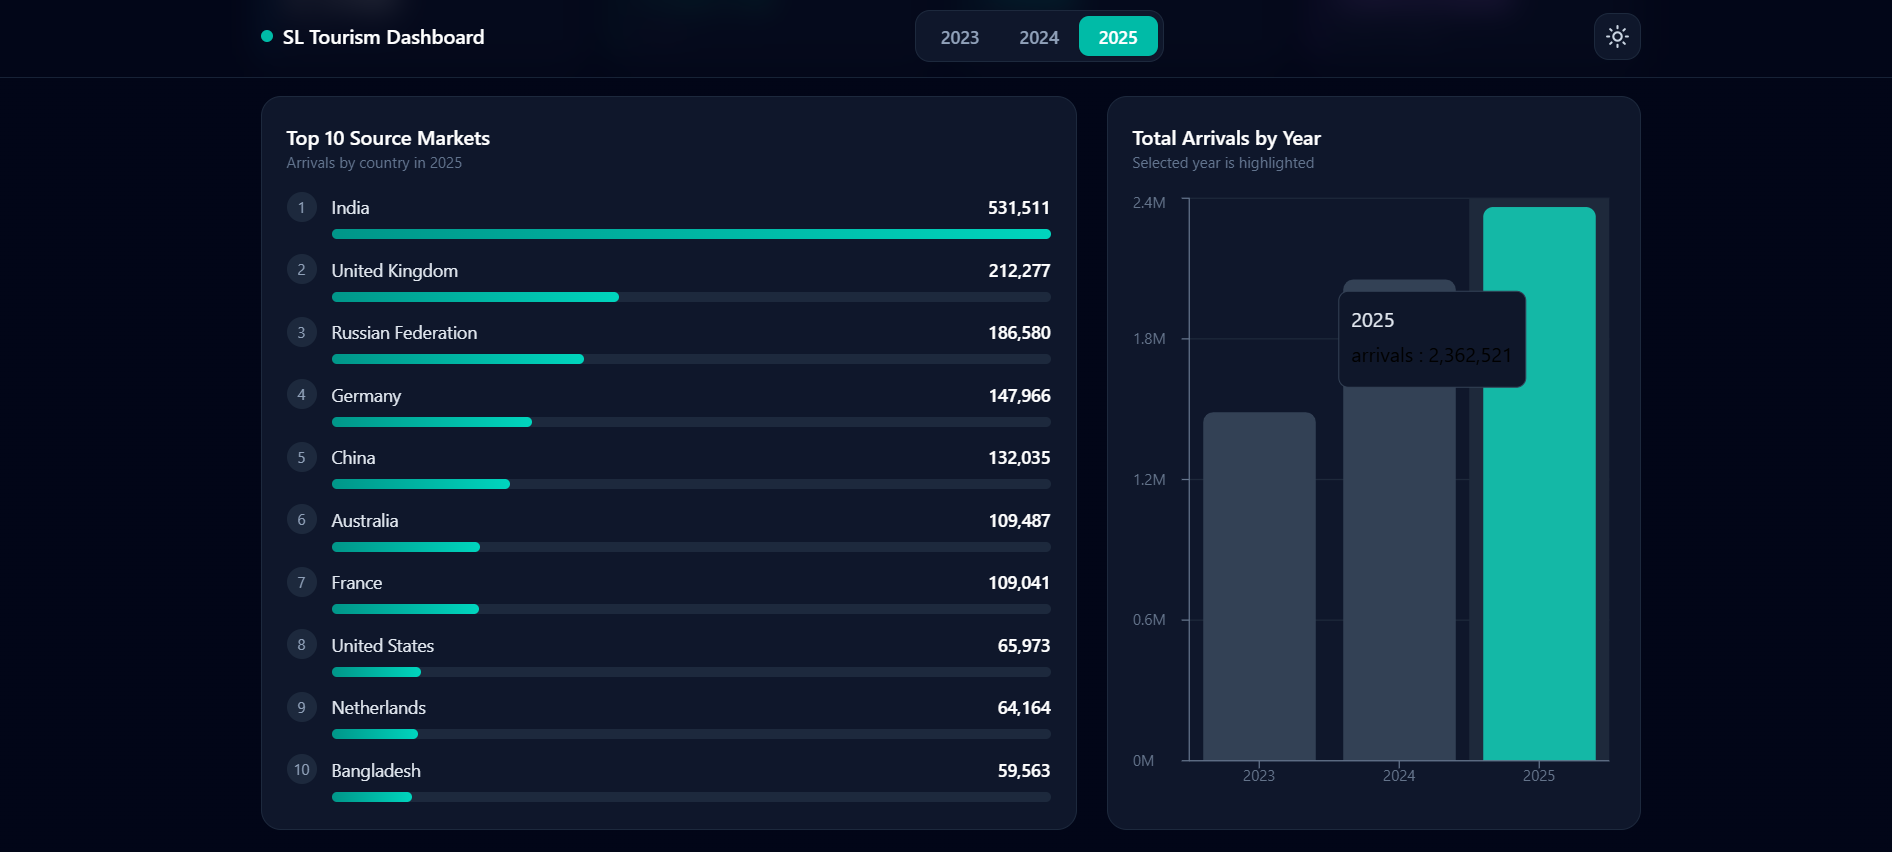 SL Tourism Dashboard
2023 2024 2025
Top 10 Source Markets
Arrivals by country in 2025
1 India 531,511
2 United Kingdom 212,277
3 Russian Federation 186,580
4 Germany 147,966
5 China 132,035
6 Australia 109,487
7 France 109,041
8 United States 65,973
9 Netherlands 64,164
10 Bangladesh 59,563
Total Arrivals by Year
Selected year is highlighted
2.4M
1.8M
1.2M
0.6M
0M
2025
arrivals : 2,362,521
2023 2024 2025